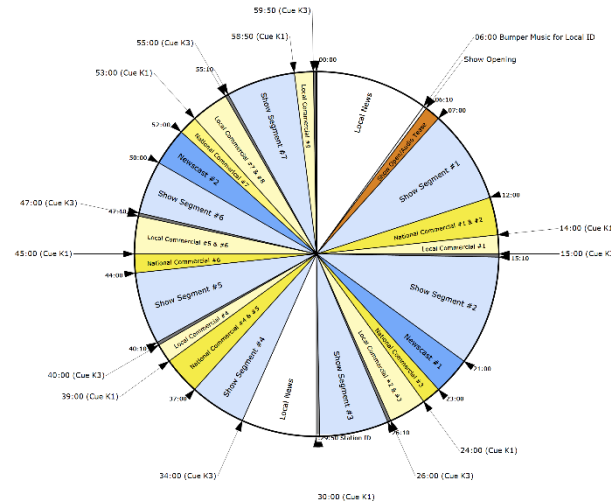 59:50 (Cue K3)
58:50 (Cue K1)
00:00
06:00 Bumper Music for Local ID
Show Opening
06:10
07:00
Local News
Show Open/Audio Tease
Show Segment #1
12:00
National Commercial #1 & #2
14:00 (Cue K1)
Local Commercial #1
15:00 (Cue K3)
15:10
Show Segment #2
21:00
Newscast #1
23:00
National Commercial #3
24:00 (Cue K1)
Local Commercial #2 & #3
26:00 (Cue K3)
26:10
Show Segment #3
29:50 Station ID
30:00 (Cue K1)
Local News
34:00 (Cue K3)
Show Segment #4
37:00
National Commercial #4 & #5
39:00 (Cue K1)
Local Commercial #4
40:00 (Cue K3)
40:10
Show Segment #5
44:00
National Commercial #6
45:00 (Cue K1)
Local Commercial #5 & #6
47:00 (Cue K3)
47:10
Show Segment #6
50:00
Newscast #2
52:00
National Commercial #7
53:00 (Cue K1)
Local Commercial #7 & #8
55:00 (Cue K3)
55:10
Show Segment #7
Local Commercial #9